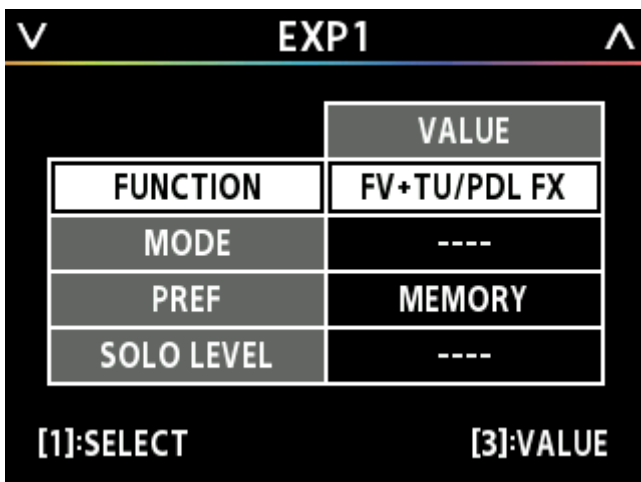 ∨ EXP1 ∧
VALUE
FUNCTION FV+TU/PDL FX
MODE ----
PREF MEMORY
SOLO LEVEL ----
[1]:SELECT [3]:VALUE